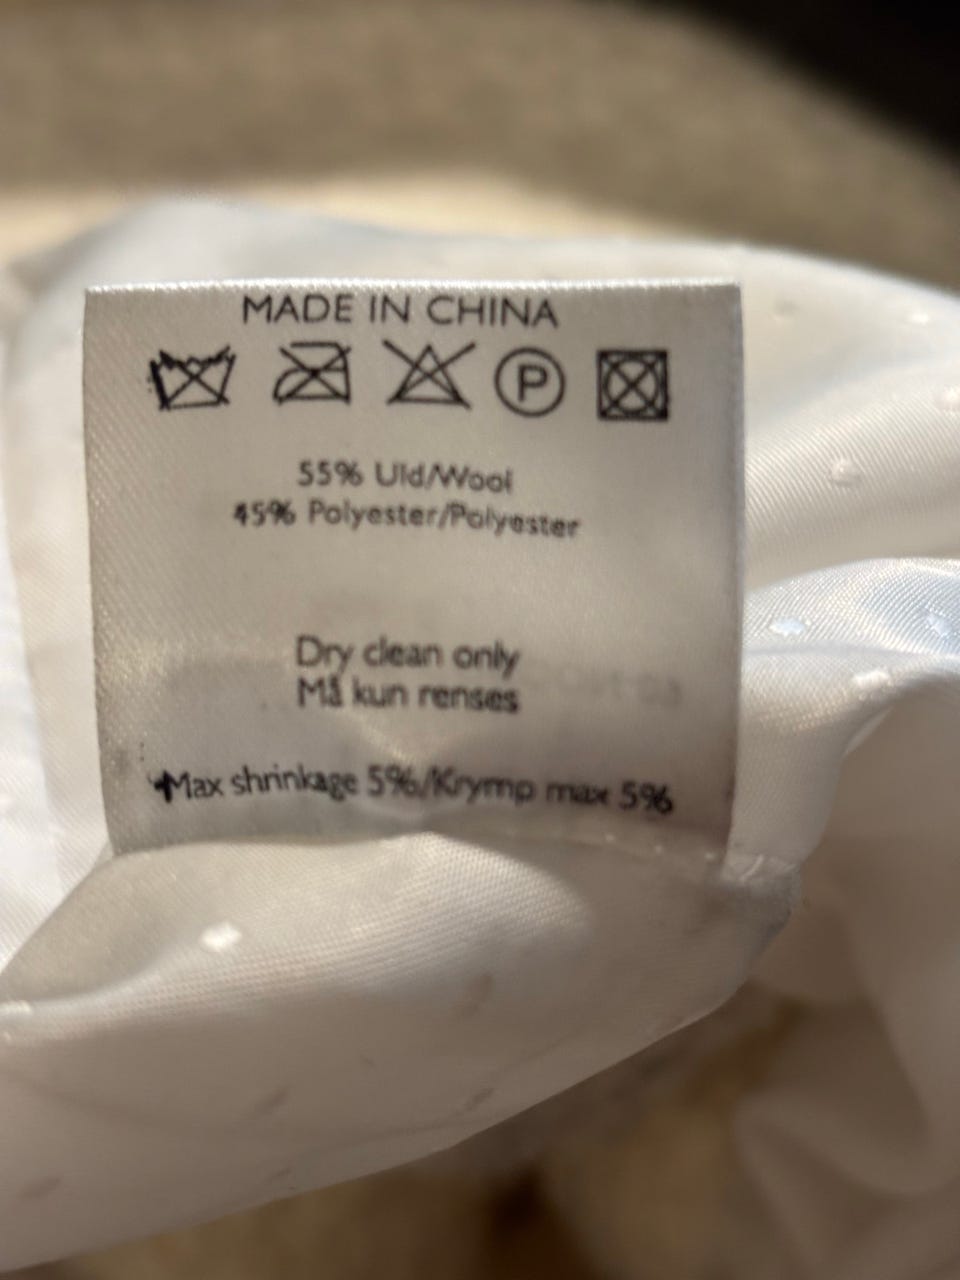 MADE IN CHINA
P
55% Uld/Wool
45% Polyester/Polyester
Dry clean only
Må kun renses
Max shrinkage 5%/Krymp max 5%